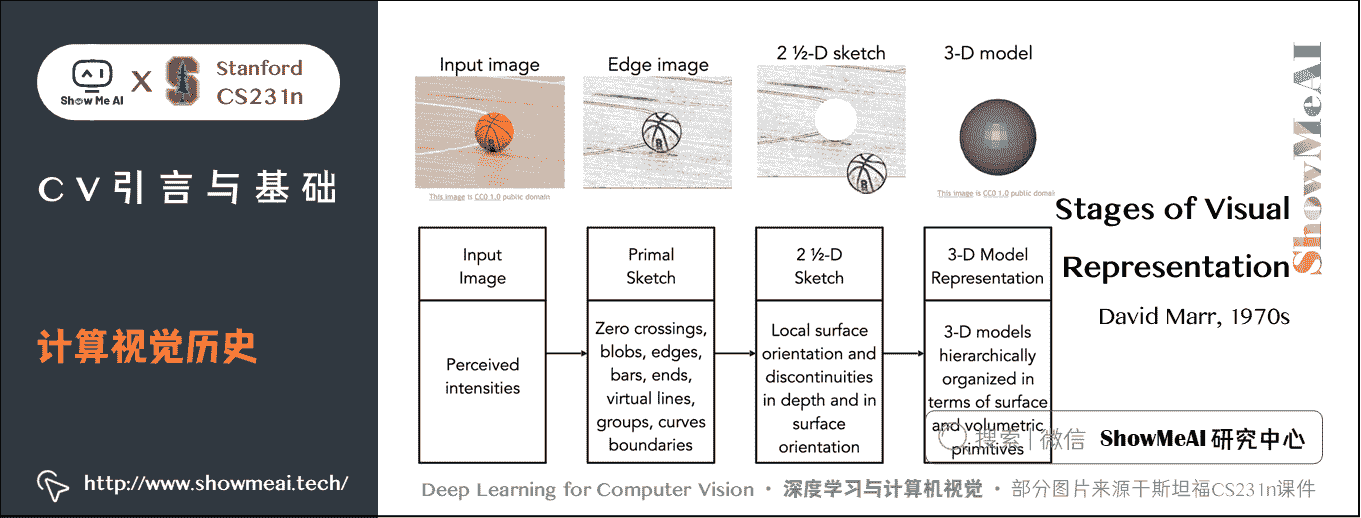 Show Me AI
X
Stanford
CS231n
CV引言与基础
计算视觉历史
http://www.showmeai.tech/
Input image
Edge image
2 ½-D sketch
3-D model
This image is CC0 1.0 public domain
This image is CC0 1.0 public domain
Stages of Visual
Representation
David Marr, 1970s
ShowMeAI
Input
Image
Perceived
intensities
Primal
Sketch
Zero crossings,
blobs, edges,
bars, ends,
virtual lines,
groups, curves
boundaries
2 ½-D
Sketch
Local surface
orientation and
discontinuities
in depth and in
surface
orientation
3-D Model
Representation
3-D models
hierarchically
organized in
terms of surface
and volumetric
primitives
搜索 | 微信 ShowMeAI 研究中心
Deep Learning for Computer Vision · 深度学习与计算机视觉 · 部分图片来源于斯坦福CS231n课件